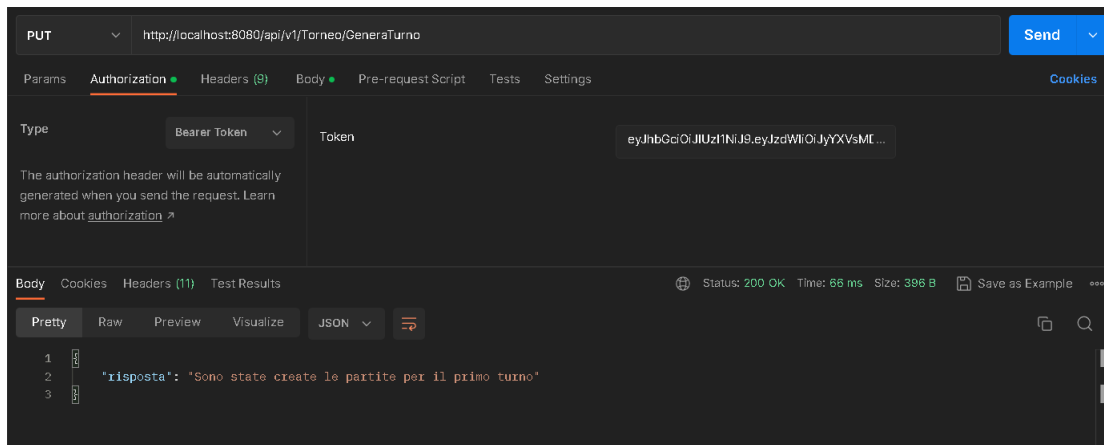 PUT http://localhost:8080/api/v1/Torneo/GeneraTurno Send
Params Authorization Headers (9) Body Pre-request Script Tests Settings Cookies
Type Bearer Token Token eyJhbGciOiJIUzI1NiJ9.eyJzdWIiOiJyYXVsME...
The authorization header will be automatically
generated when you send the request. Learn
more about authorization ↗
Body Cookies Headers (11) Test Results Status: 200 OK Time: 66 ms Size: 396 B Save as Example
Pretty Raw Preview Visualize JSON
1 {
2 "risposta": "Sono state create le partite per il primo turno"
3 }